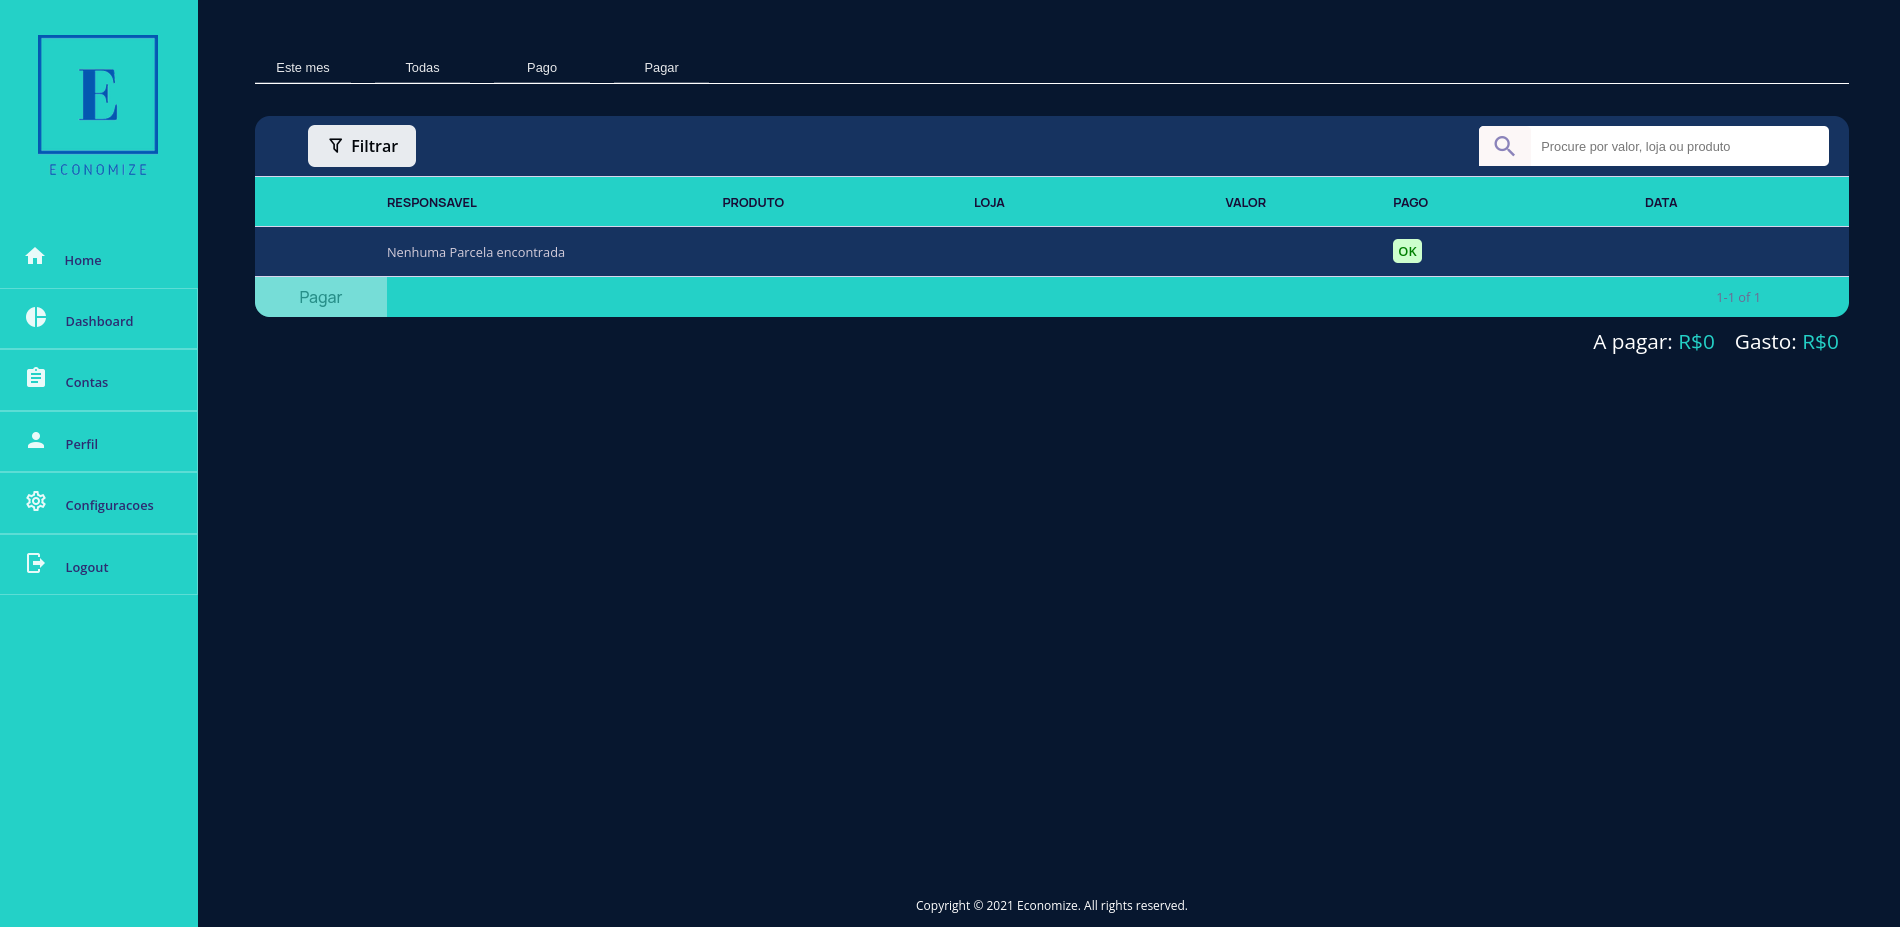 E
ECONOMIZE
Home
Dashboard
Contas
Perfil
Configuracoes
Logout
Este mes Todas Pago Pagar
Filtrar
Procure por valor, loja ou produto
RESPONSAVEL PRODUTO LOJA VALOR PAGO DATA
Nenhuma Parcela encontrada OK
Pagar 1-1 of 1
A pagar: R$0 Gasto: R$0
Copyright © 2021 Economize. All rights reserved.